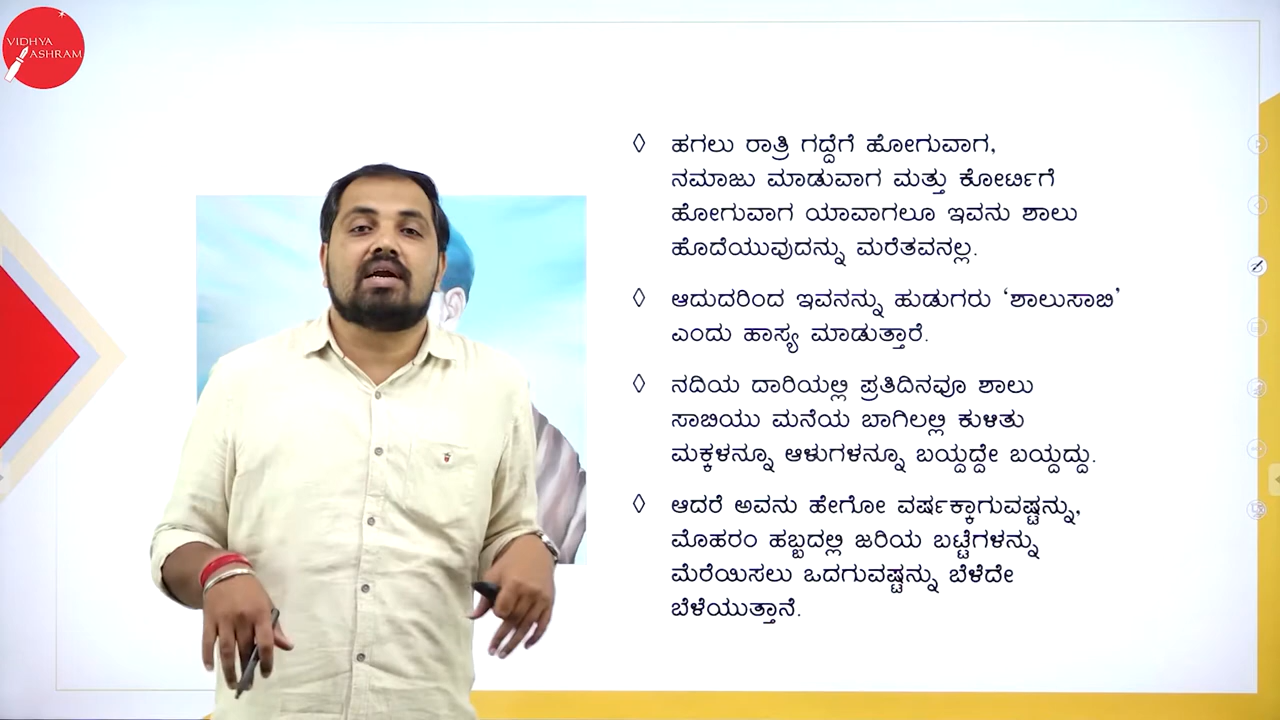 VIDHYA
ASHRAM
◊ ಹಗಲು ರಾತ್ರಿ ಗದ್ದೆಗೆ ಹೋಗುವಾಗ,
ನಮಾಜು ಮಾಡುವಾಗ ಮತ್ತು ಕೋರ್ಟಿಗೆ
ಹೋಗುವಾಗ ಯಾವಾಗಲೂ ಇವನು ಶಾಲು
ಹೊದೆಯುವುದನ್ನು ಮರೆತವನಲ್ಲ.
◊ ಆದುದರಿಂದ ಇವನನ್ನು ಹುಡುಗರು ‘ಶಾಲುಸಾಬಿ’
ಎಂದು ಹಾಸ್ಯ ಮಾಡುತ್ತಾರೆ.
◊ ನದಿಯ ದಾರಿಯಲ್ಲಿ ಪ್ರತಿದಿನವೂ ಶಾಲು
ಸಾಬಿಯು ಮನೆಯ ಬಾಗಿಲಲ್ಲಿ ಕುಳಿತು
ಮಕ್ಕಳನ್ನೂ ಆಳುಗಳನ್ನೂ ಬಯ್ದದ್ದೇ ಬಯ್ದದ್ದು.
◊ ಆದರೆ ಅವನು ಹೇಗೋ ವರ್ಷಕ್ಕಾಗುವಷ್ಟನ್ನು,
ಮೊಹರಂ ಹಬ್ಬದಲ್ಲಿ ಜರಿಯ ಬಟ್ಟೆಗಳನ್ನು
ಮೆರೆಯಿಸಲು ಒದಗುವಷ್ಟನ್ನು ಬೆಳೆದೇ
ಬೆಳೆಯುತ್ತಾನೆ.